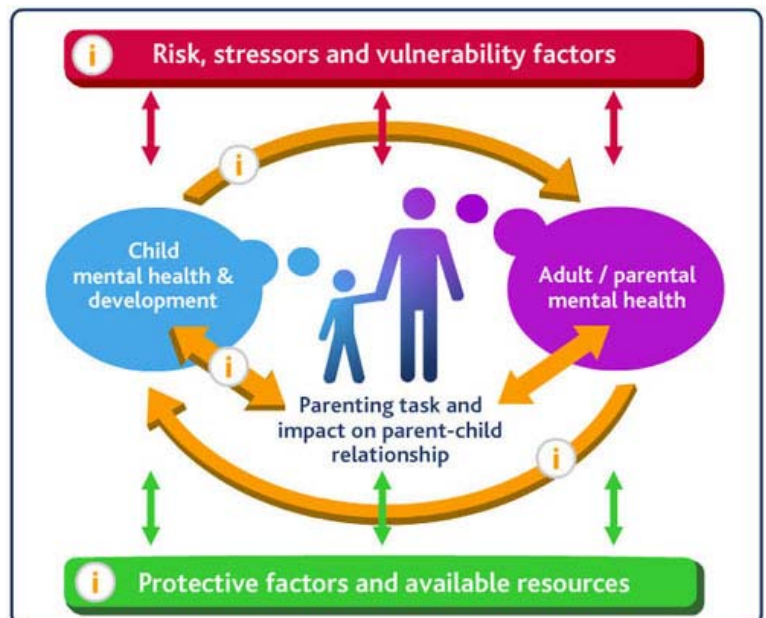 i Risk, stressors and vulnerability factors
i
Child
mental health &
development
Adult / parental
mental health
i
Parenting task and
impact on parent-child
relationship
i
i Protective factors and available resources